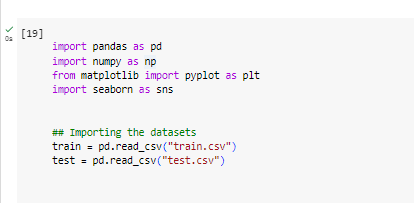 [19]
0s
import pandas as pd
import numpy as np
from matplotlib import pyplot as plt
import seaborn as sns
## Importing the datasets
train = pd.read_csv("train.csv")
test = pd.read_csv("test.csv")